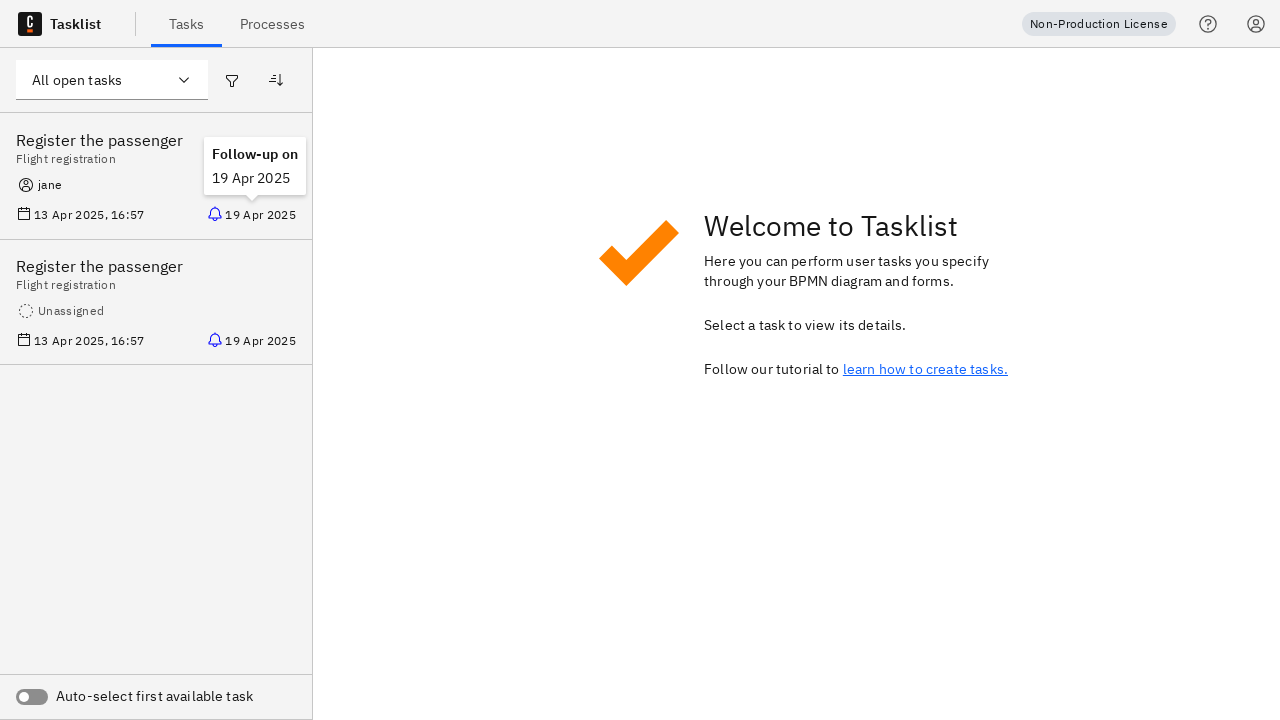 C Tasklist Tasks Processes Non-Production License
All open tasks
Register the passenger
Flight registration
jane
13 Apr 2025, 16:57 19 Apr 2025
Follow-up on
19 Apr 2025
Register the passenger
Flight registration
Unassigned
13 Apr 2025, 16:57 19 Apr 2025
Auto-select first available task
Welcome to Tasklist
Here you can perform user tasks you specify
through your BPMN diagram and forms.
Select a task to view its details.
Follow our tutorial to learn how to create tasks.